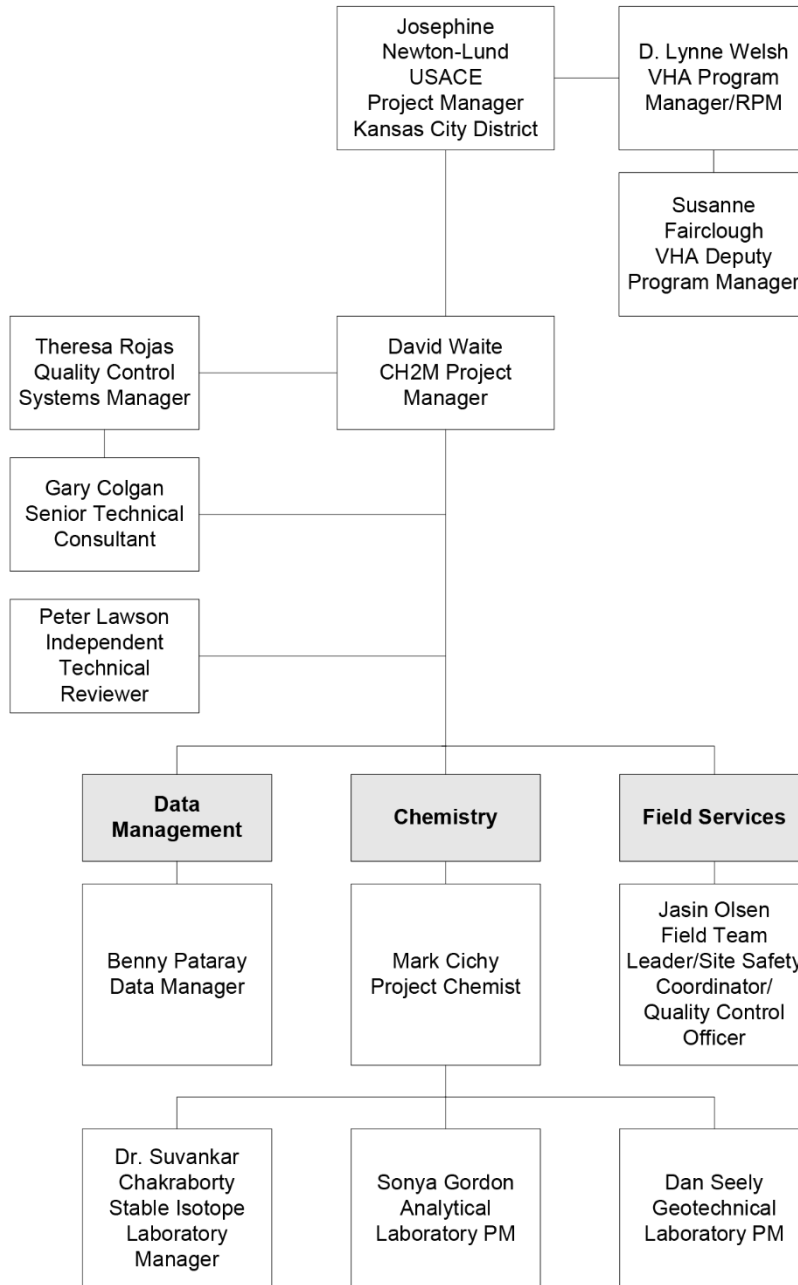 Josephine
Newton-Lund
USACE
Project Manager
Kansas City District
D. Lynne Welsh
VHA Program
Manager/RPM
Susanne
Fairclough
VHA Deputy
Program Manager
Theresa Rojas
Quality Control
Systems Manager
David Waite
CH2M Project
Manager
Gary Colgan
Senior Technical
Consultant
Peter Lawson
Independent
Technical
Reviewer
Data
Management
Chemistry
Field Services
Benny Pataray
Data Manager
Mark Cichy
Project Chemist
Jasin Olsen
Field Team
Leader/Site Safety
Coordinator/
Quality Control
Officer
Dr. Suvankar
Chakraborty
Stable Isotope
Laboratory
Manager
Sonya Gordon
Analytical
Laboratory PM
Dan Seely
Geotechnical
Laboratory PM